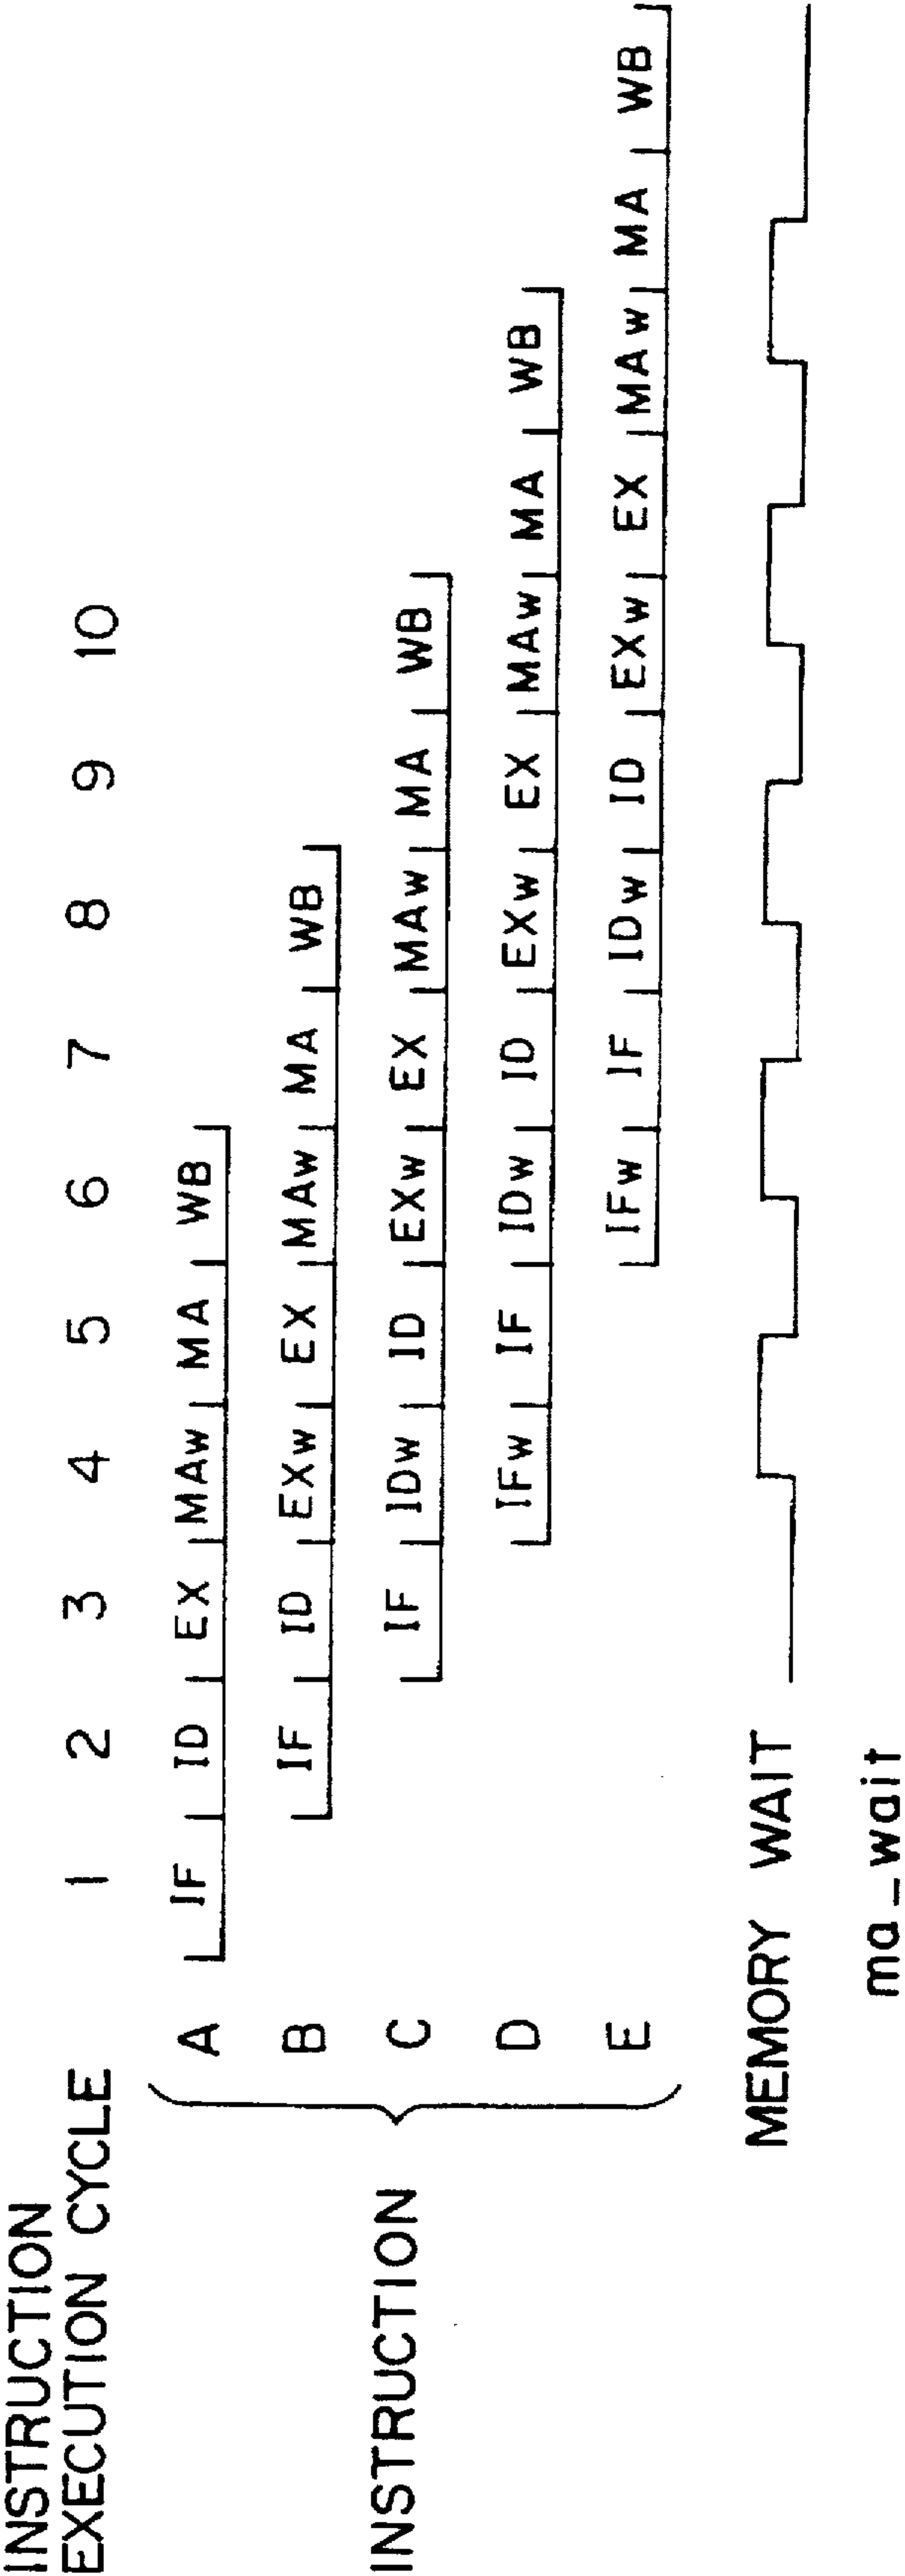 INSTRUCTION
EXECUTION CYCLE 1 2 3 4 5 6 7 8 9 10
INSTRUCTION
A IF ID EX MAw MA WB
B IF ID EXw EX MAw MA WB
C IF IDw ID EXw EX MAw MA WB
D IFw IF IDw ID EXw EX MAw MA WB
E IFw IF IDw ID EXw EX MAw MA WB
MEMORY WAIT
ma_wait